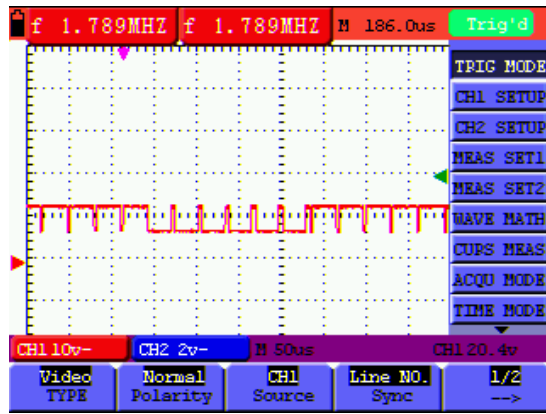 f 1.789MHZ f 1.789MHZ M 186.0us Trig'd
TRIG MODE
CH1 SETUP
CH2 SETUP
MEAS SET1
MEAS SET2
WAVE MATH
CURS MEAS
ACQU MODE
TIME MODE
CH1 10v~ CH2 2v~ M 50us CH1 20.4v
Video Normal CH1 Line NO. 1/2
TYPE Polarity Source Sync -->